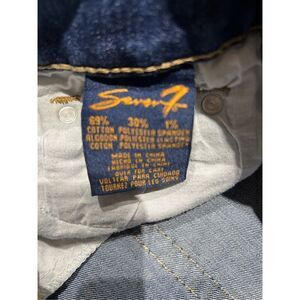 Seven7
69% 30% 1%
COTTON POLYESTER SPANDEX
ALGODON POLYESTER ELASTANO
COTON POLYESTER SPANDEX
MADE IN CHINA
HECHO EN CHINA
FABRIQUE EN CHINE
OVER FOR CARE
VOLTEAR PARA CUIDADO
TOURNEZ POUR LES SOINS